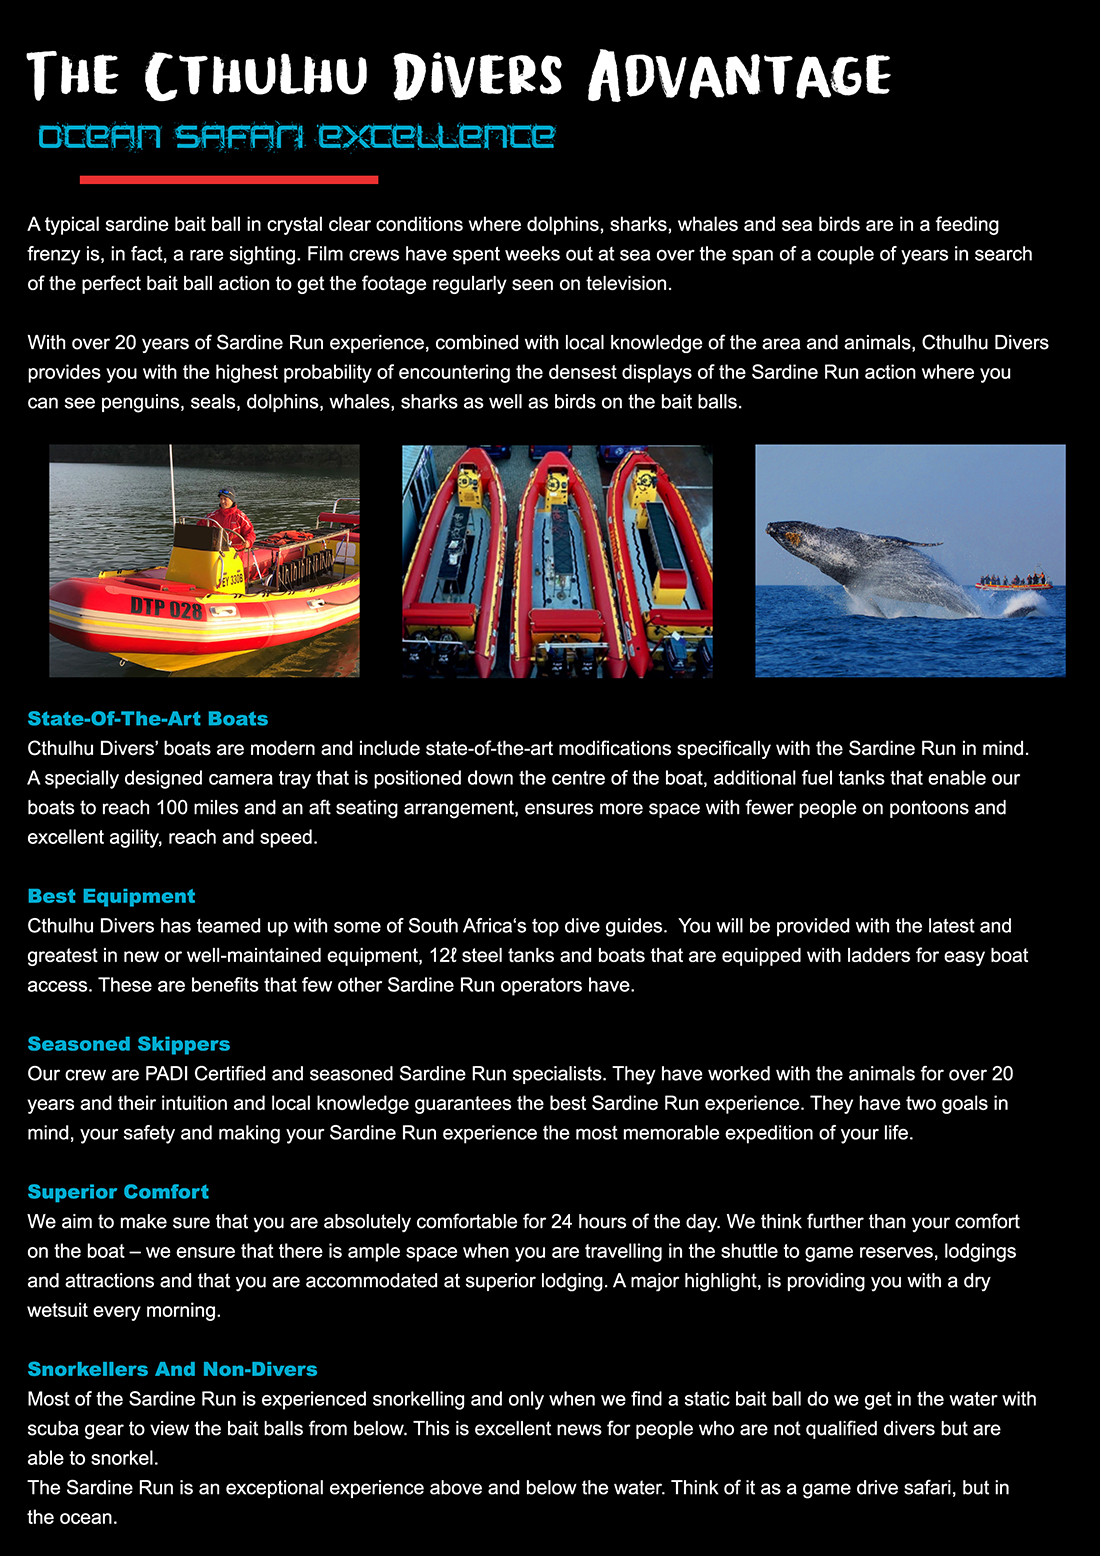 The Cthulhu Divers Advantage
Ocean Safari Excellence
A typical sardine bait ball in crystal clear conditions where dolphins, sharks, whales and sea birds are in a feeding
frenzy is, in fact, a rare sighting. Film crews have spent weeks out at sea over the span of a couple of years in search
of the perfect bait ball action to get the footage regularly seen on television.
With over 20 years of Sardine Run experience, combined with local knowledge of the area and animals, Cthulhu Divers
provides you with the highest probability of encountering the densest displays of the Sardine Run action where you
can see penguins, seals, dolphins, whales, sharks as well as birds on the bait balls.
EY 330B
DTP 028
State-Of-The-Art Boats
Cthulhu Divers’ boats are modern and include state-of-the-art modifications specifically with the Sardine Run in mind.
A specially designed camera tray that is positioned down the centre of the boat, additional fuel tanks that enable our
boats to reach 100 miles and an aft seating arrangement, ensures more space with fewer people on pontoons and
excellent agility, reach and speed.
Best Equipment
Cthulhu Divers has teamed up with some of South Africa‘s top dive guides.  You will be provided with the latest and
greatest in new or well-maintained equipment, 12ℓ steel tanks and boats that are equipped with ladders for easy boat
access. These are benefits that few other Sardine Run operators have.
Seasoned Skippers
Our crew are PADI Certified and seasoned Sardine Run specialists. They have worked with the animals for over 20
years and their intuition and local knowledge guarantees the best Sardine Run experience. They have two goals in
mind, your safety and making your Sardine Run experience the most memorable expedition of your life.
Superior Comfort
We aim to make sure that you are absolutely comfortable for 24 hours of the day. We think further than your comfort
on the boat – we ensure that there is ample space when you are travelling in the shuttle to game reserves, lodgings
and attractions and that you are accommodated at superior lodging. A major highlight, is providing you with a dry
wetsuit every morning.
Snorkellers And Non-Divers
Most of the Sardine Run is experienced snorkelling and only when we find a static bait ball do we get in the water with
scuba gear to view the bait balls from below. This is excellent news for people who are not qualified divers but are
able to snorkel.
The Sardine Run is an exceptional experience above and below the water. Think of it as a game drive safari, but in
the ocean.